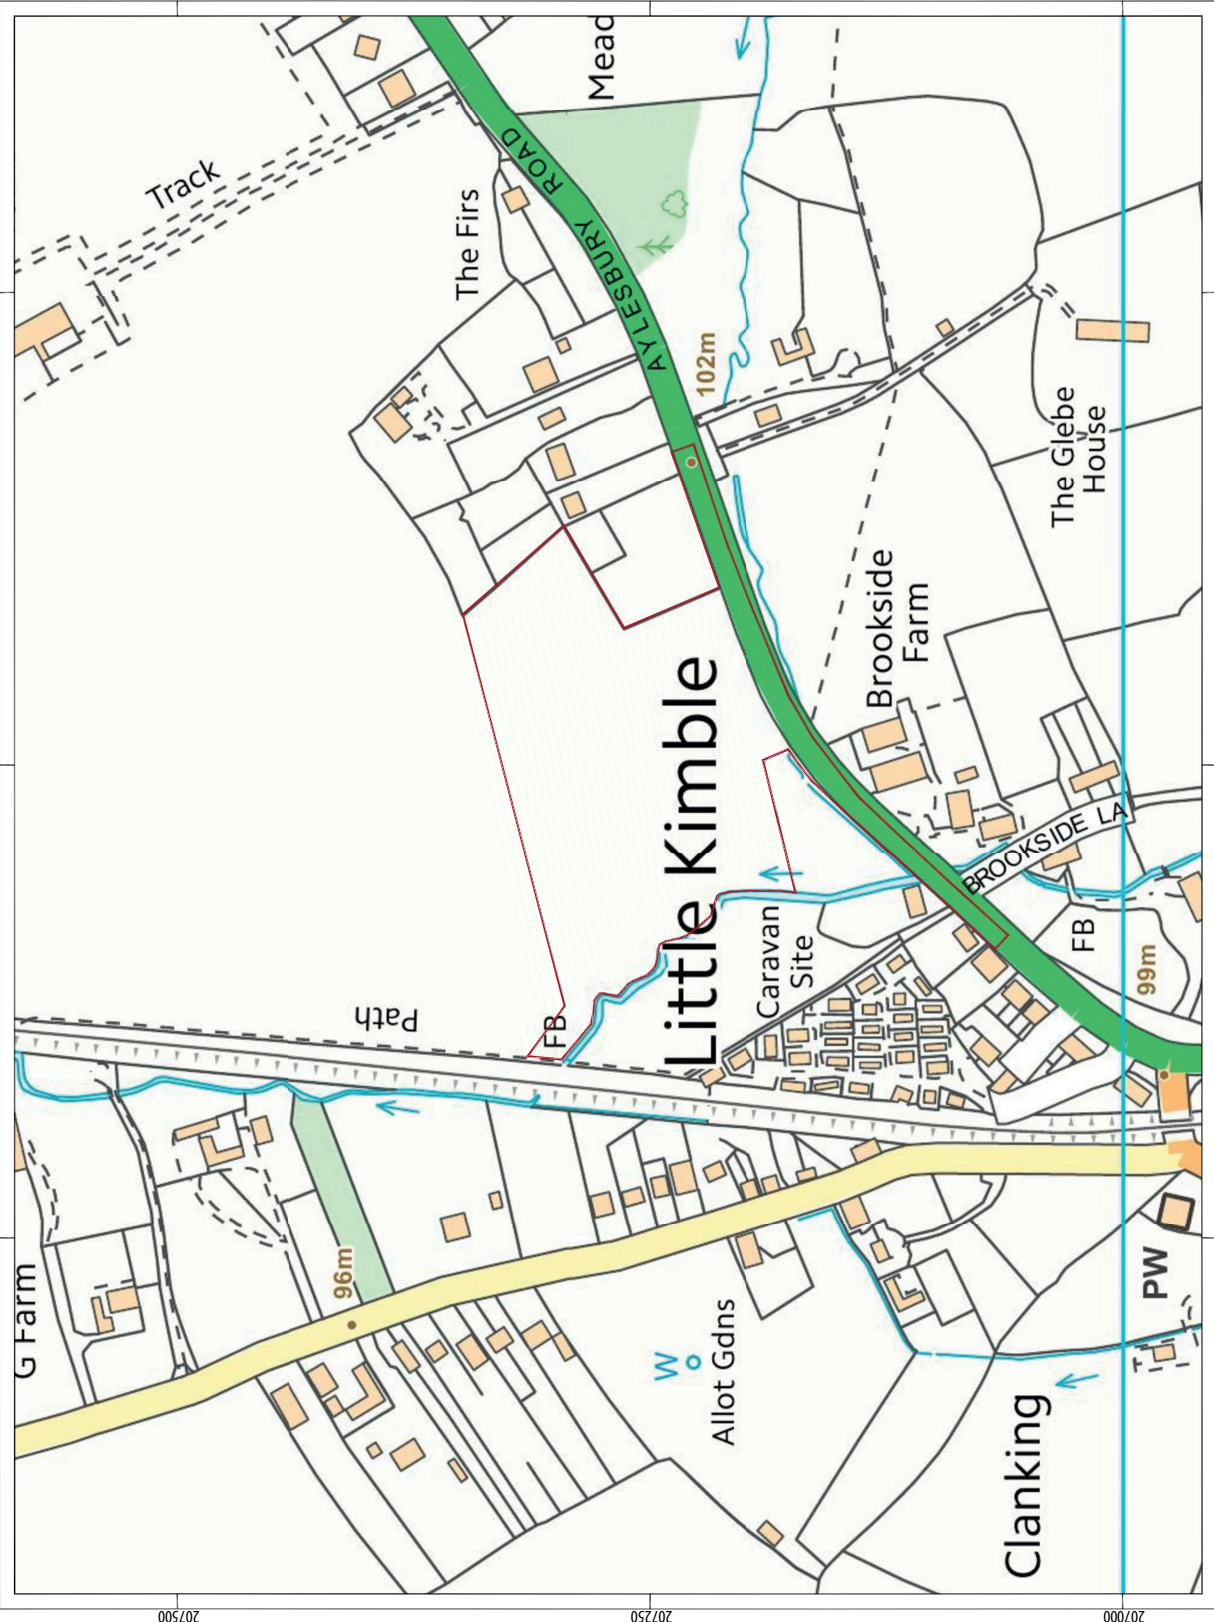 Mead
Track
ROAD
The Firs
AYLESBURY
102m
The Glebe
House
Brookside
Farm
Little Kimble
BROOKSIDE LA
Caravan
Site
FB
99m
Path
FB
G Farm
96m
PW
W
Allot Gdns
Clanking
207500
207250
207000